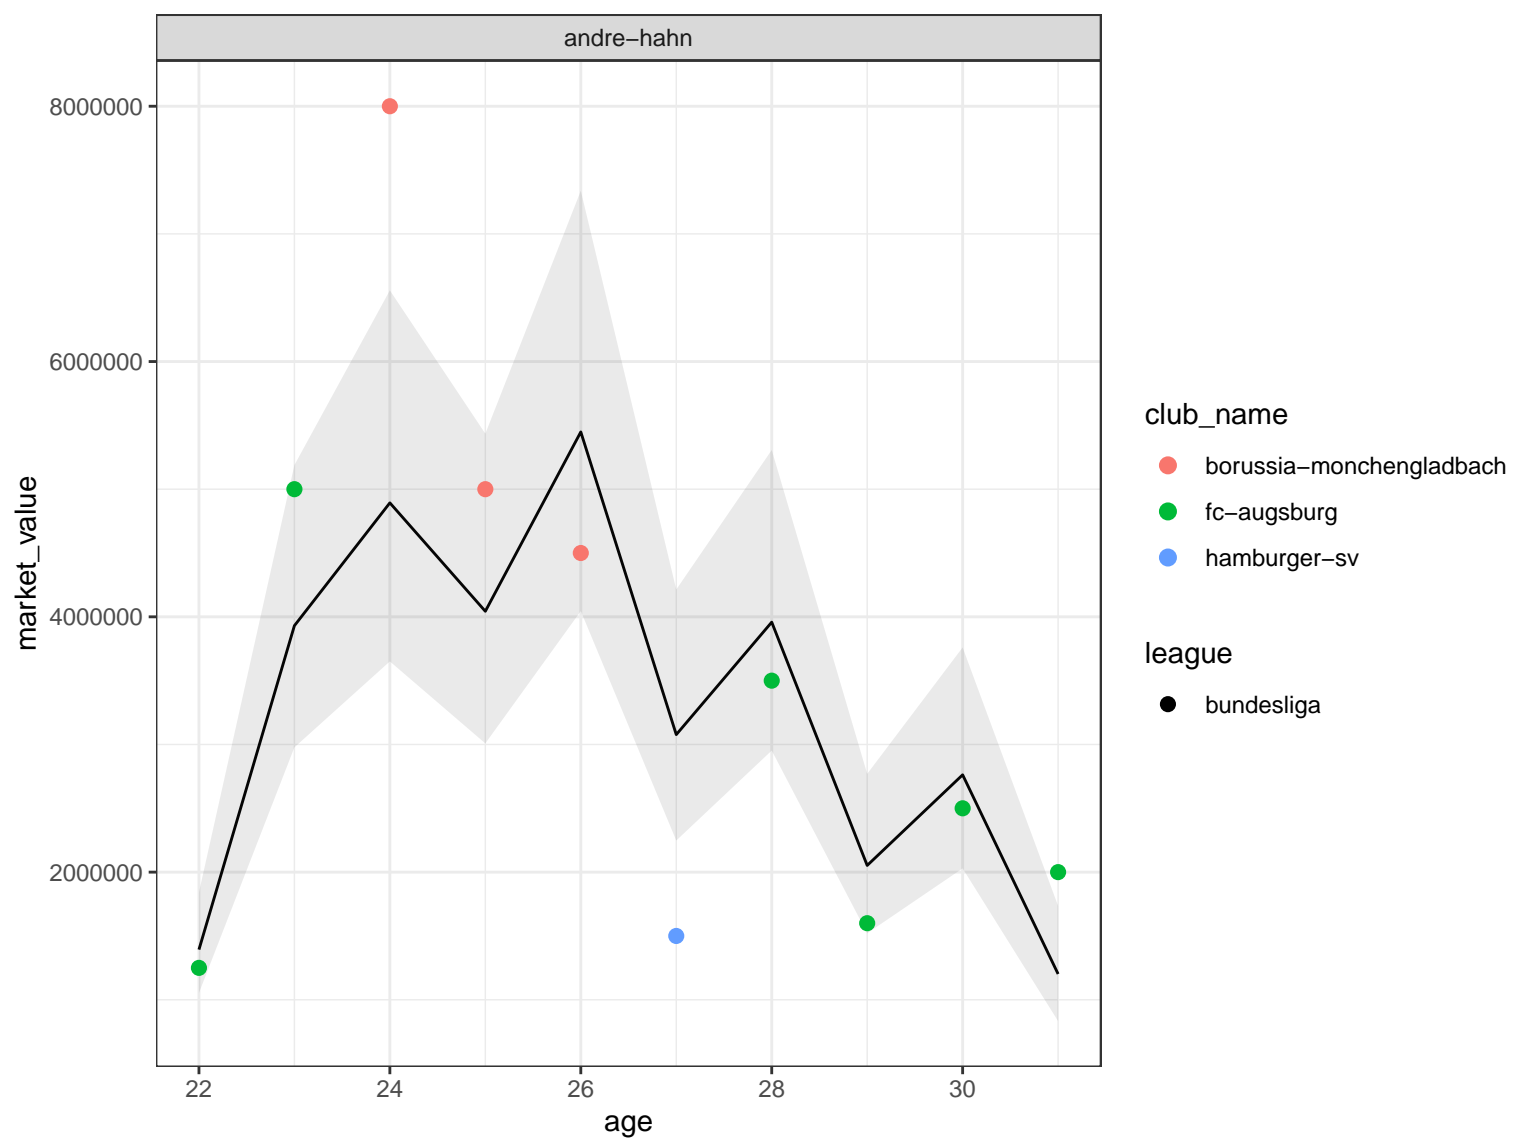 andre−hahn
8000000
6000000
4000000
2000000
market_value
22 24 26 28 30
age
club_name
borussia−monchengladbach
fc−augsburg
hamburger−sv
league
bundesliga